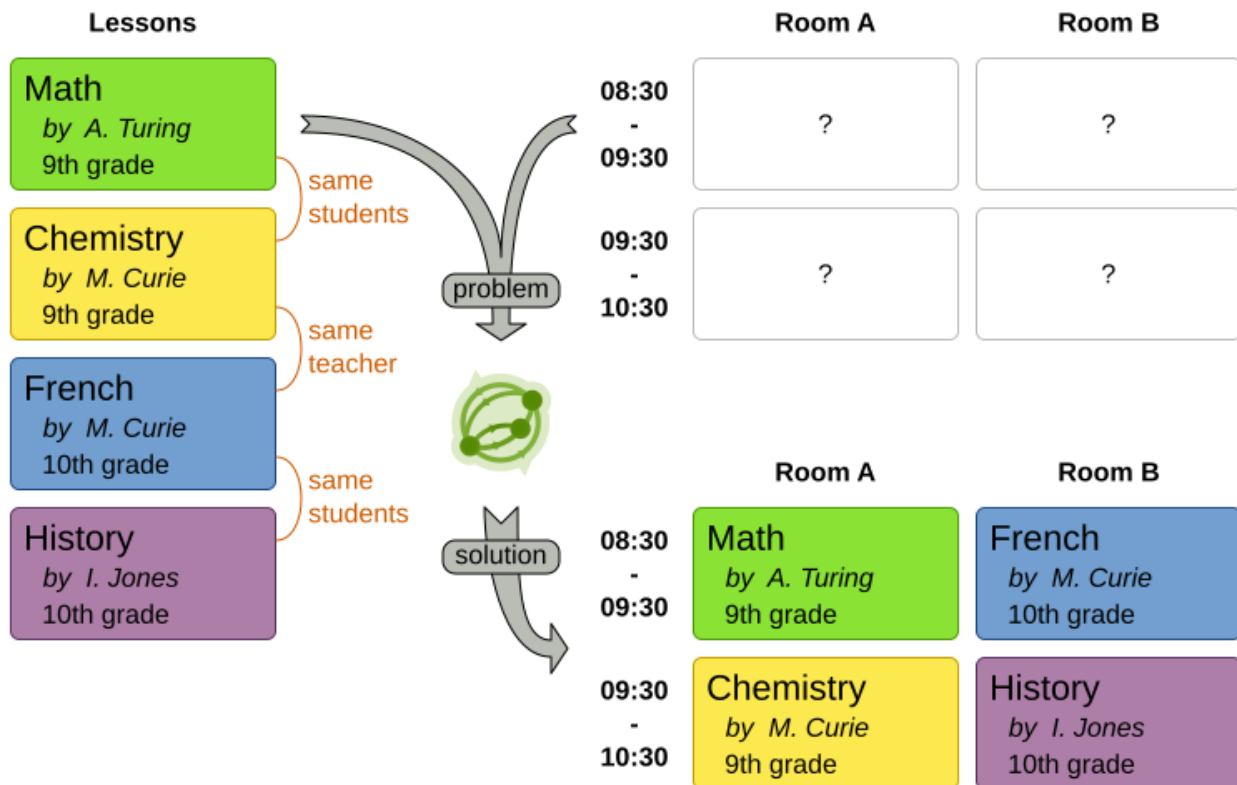 Lessons
Math
by A. Turing
9th grade
same
students
Chemistry
by M. Curie
9th grade
same
teacher
French
by M. Curie
10th grade
same
students
History
by I. Jones
10th grade
problem
solution
Room A
Room B
08:30
-
09:30
?
?
09:30
-
10:30
?
?
Room A
Room B
08:30
-
09:30
Math
by A. Turing
9th grade
French
by M. Curie
10th grade
09:30
-
10:30
Chemistry
by M. Curie
9th grade
History
by I. Jones
10th grade